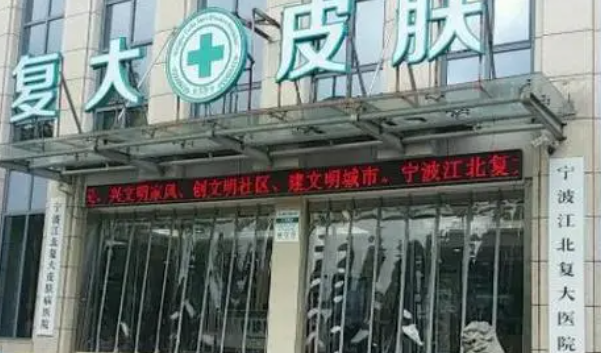 复大皮肤
兴文明家风、创文明社区、建文明城市。宁波江北复
宁波江北复大皮肤病医院
宁波江北复大医院